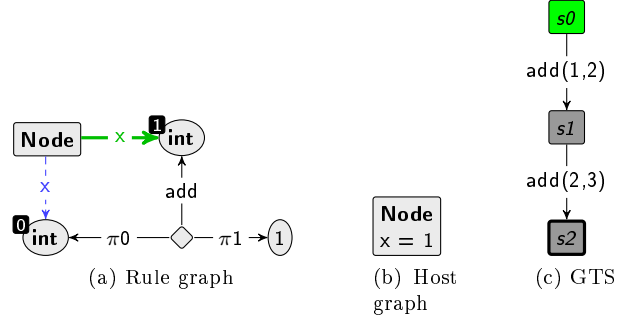 s0
add(1,2)
s1
add(2,3)
s2
Node
x
1
int
x
add
0
int
π0
π1
1
Node
x = 1
(a) Rule graph
(b) Host
graph
(c) GTS